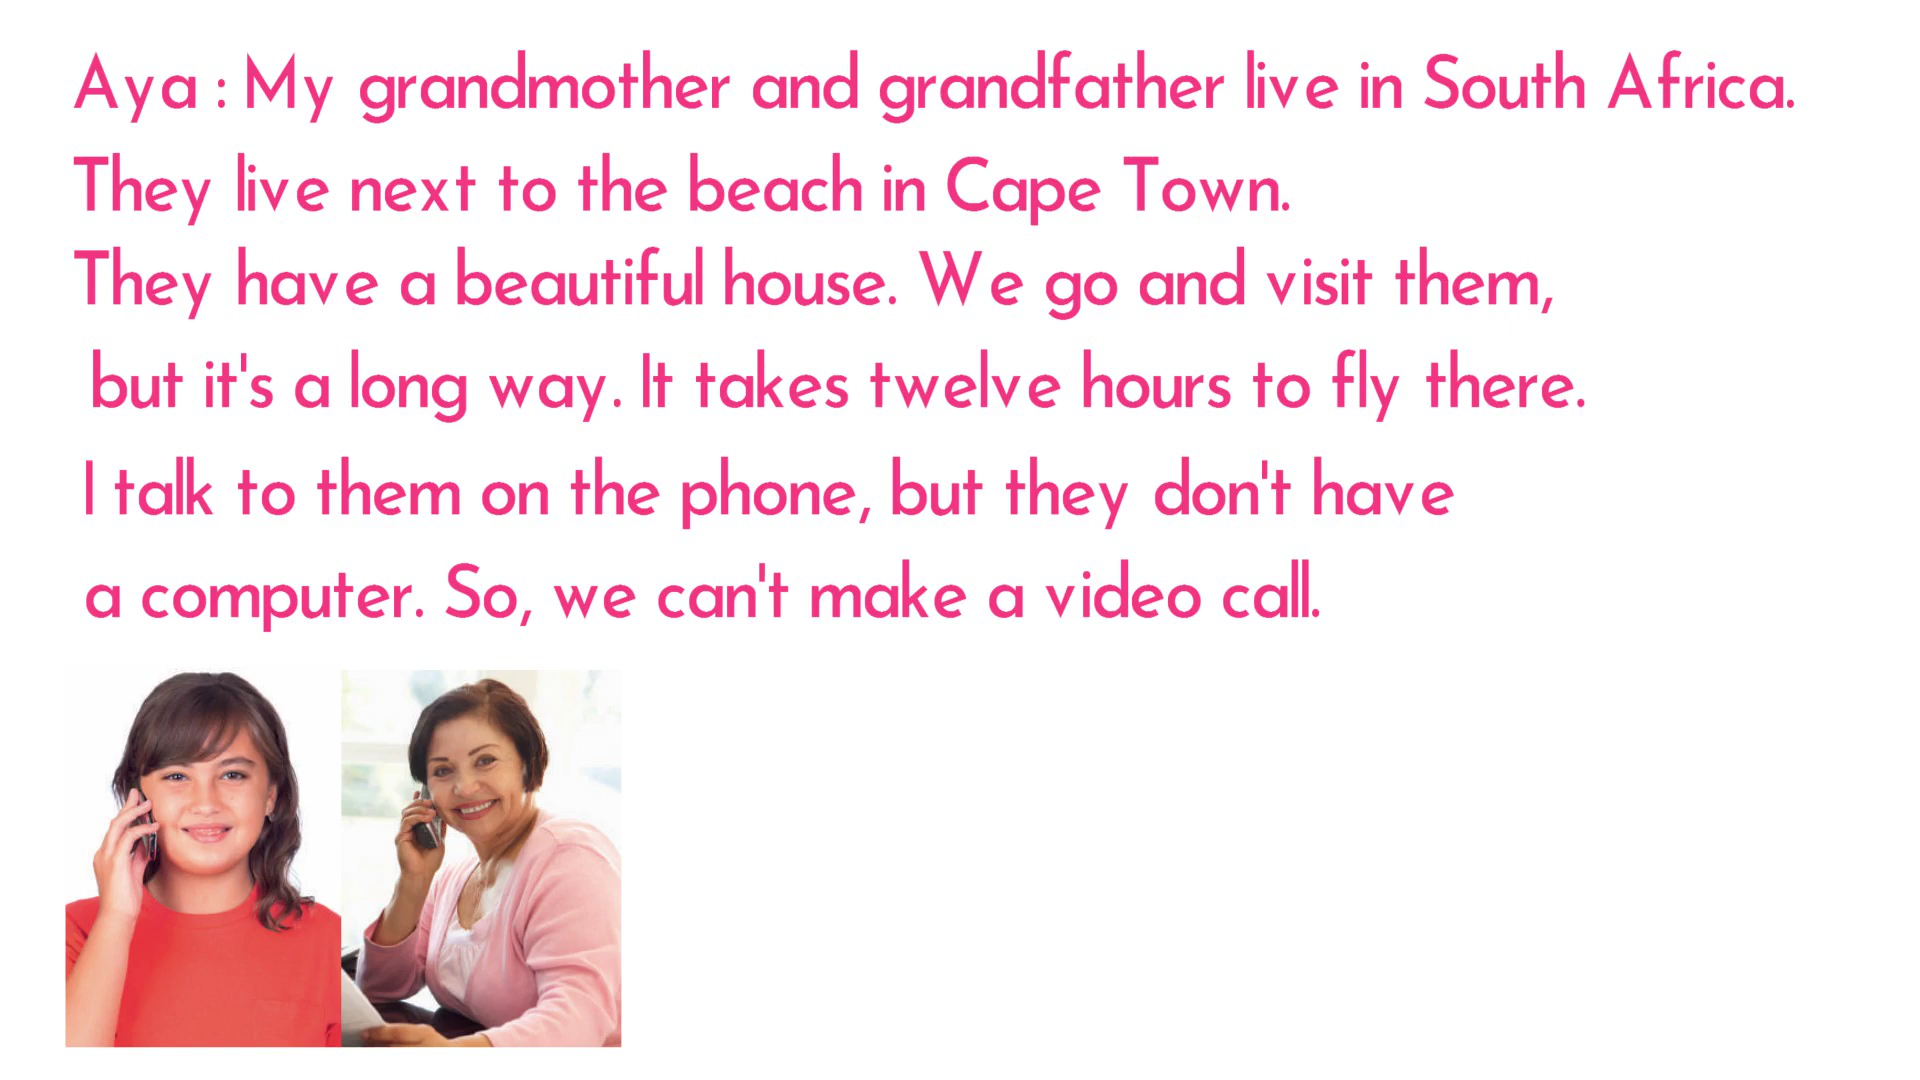 Aya : My grandmother and grandfather live in South Africa.
They live next to the beach in Cape Town.
They have a beautiful house. We go and visit them,
but it's a long way. It takes twelve hours to fly there.
I talk to them on the phone, but they don't have
a computer. So, we can't make a video call.